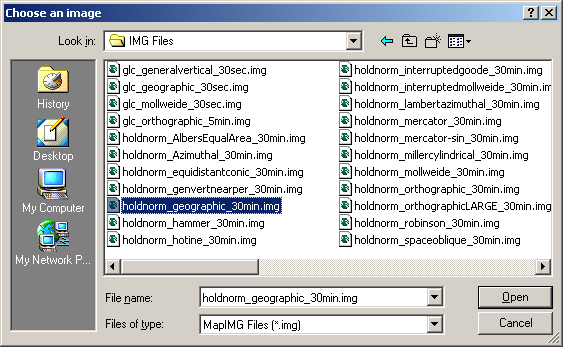 Choose an image
Look in: IMG Files
History
Desktop
My Computer
My Network P...
glc_generalvertical_30sec.img
glc_geographic_30sec.img
glc_mollweide_30sec.img
glc_orthographic_5min.img
holdnorm_AlbersEqualArea_30min.img
holdnorm_Azimuthal_30min.img
holdnorm_equidistantconic_30min.img
holdnorm_genvertnearper_30min.img
holdnorm_geographic_30min.img
holdnorm_hammer_30min.img
holdnorm_hotine_30min.img
holdnorm_interruptedgoode_30min.img
holdnorm_interruptedmollweide_30min.im
holdnorm_lambertazimuthal_30min.img
holdnorm_mercator_30min.img
holdnorm_mercator-sin_30min.img
holdnorm_millercylindrical_30min.img
holdnorm_mollweide_30min.img
holdnorm_orthographic_30min.img
holdnorm_orthographicLARGE_30min.img
holdnorm_robinson_30min.img
holdnorm_spaceoblique_30min.img
File name: holdnorm_geographic_30min.img
Open
Files of type: MapIMG Files (*.img)
Cancel